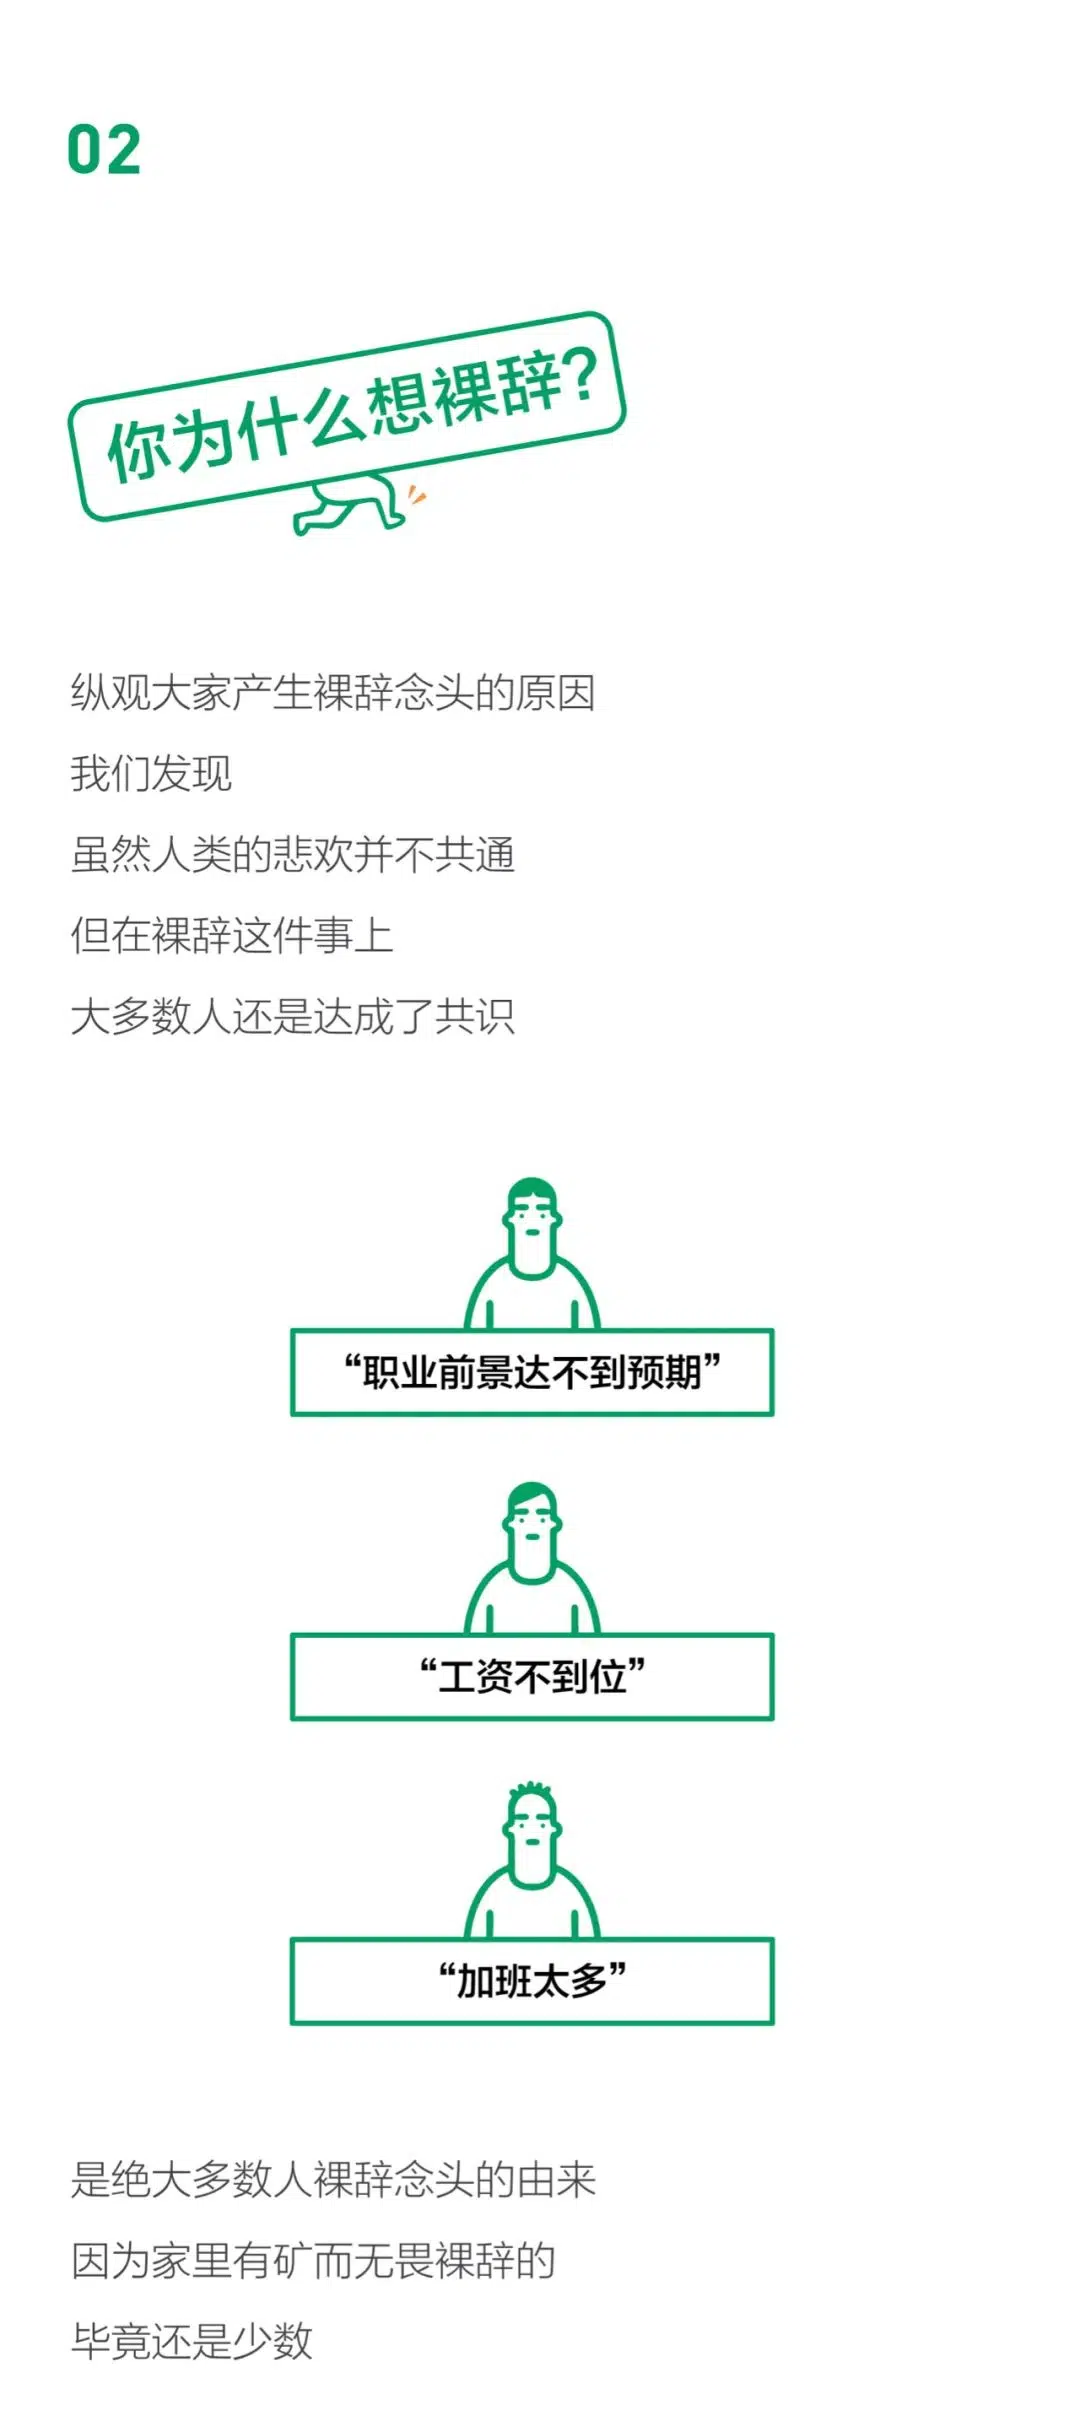 02
你为什么想裸辞?
纵观大家产生裸辞念头的原因
我们发现
虽然人类的悲欢并不共通
但在裸辞这件事上
大多数人还是达成了共识
“职业前景达不到预期”
“工资不到位”
“加班太多”
是绝大多数人裸辞念头的由来
因为家里有矿而无畏裸辞的
毕竟还是少数